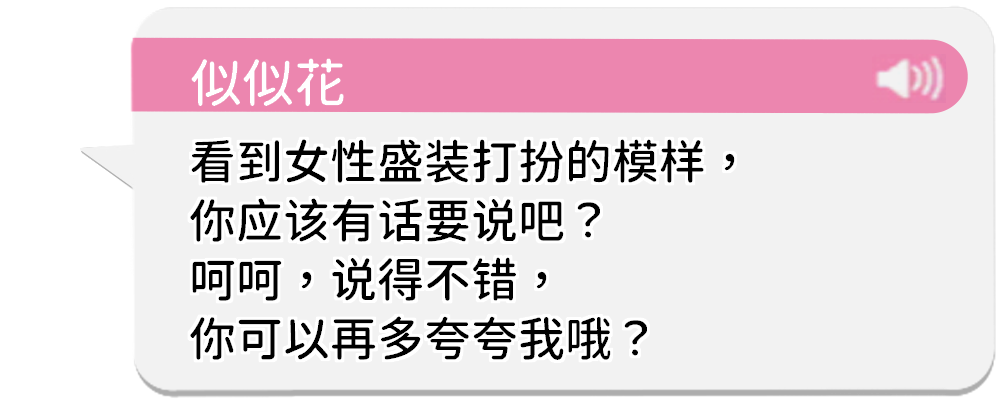 似似花
看到女性盛装打扮的模样，
你应该有话要说吧？
呵呵，说得不错，
你可以再多夸夸我哦？